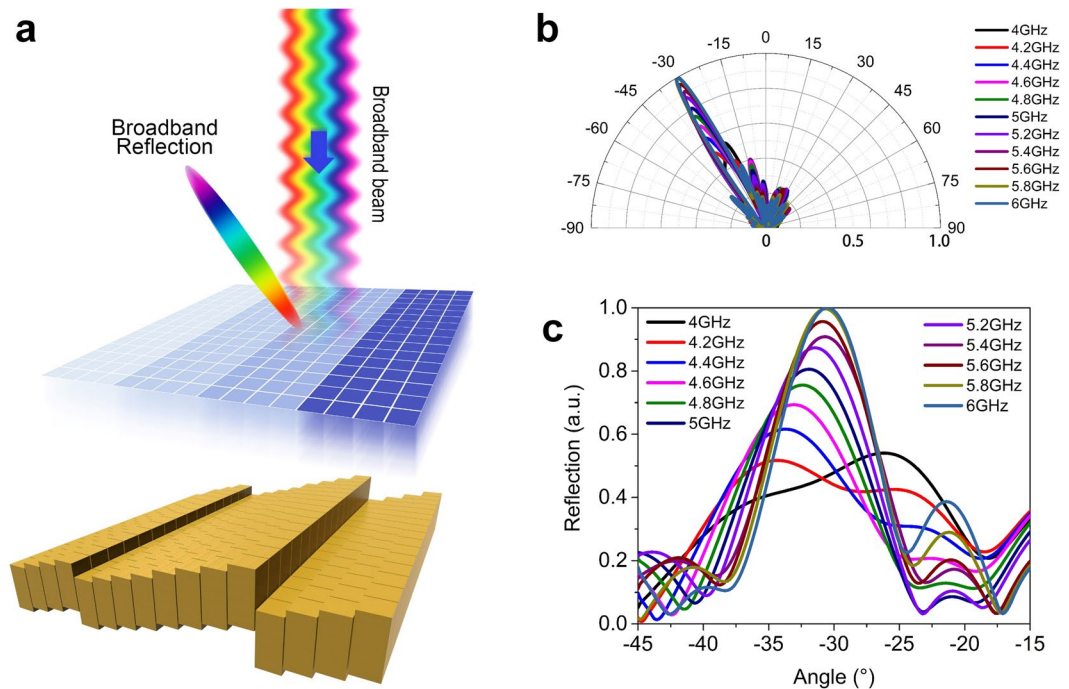 a
Broadband
Reflection
Broadband beam
b
-90
-75
-60
-45
-30
-15
0
15
30
45
60
75
90
0
0.5
1.0
4GHz
4.2GHz
4.4GHz
4.6GHz
4.8GHz
5GHz
5.2GHz
5.4GHz
5.6GHz
5.8GHz
6GHz
c
Reflection (a.u.)
1.0
0.8
0.6
0.4
0.2
0.0
4GHz
4.2GHz
4.4GHz
4.6GHz
4.8GHz
5GHz
5.2GHz
5.4GHz
5.6GHz
5.8GHz
6GHz
-45
-40
-35
-30
-25
-20
-15
Angle (°)